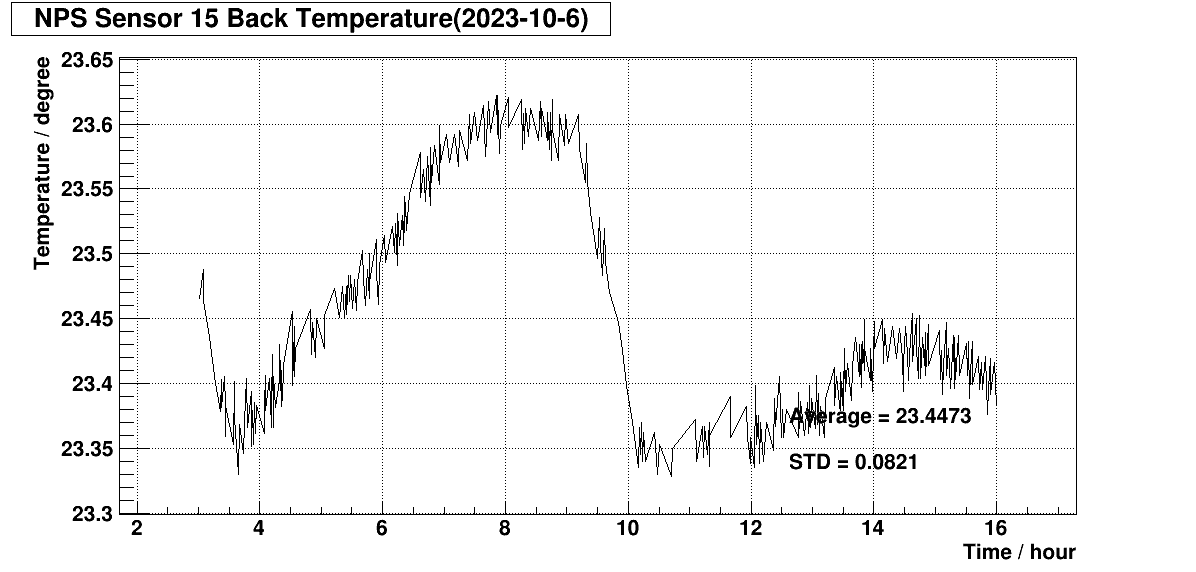 NPS Sensor 15 Back Temperature(2023-10-6)
Temperature / degree
23.65
23.6
23.55
23.5
23.45
23.4
23.35
23.3
Average = 23.4473
STD = 0.0821
2 4 6 8 10 12 14 16
Time / hour